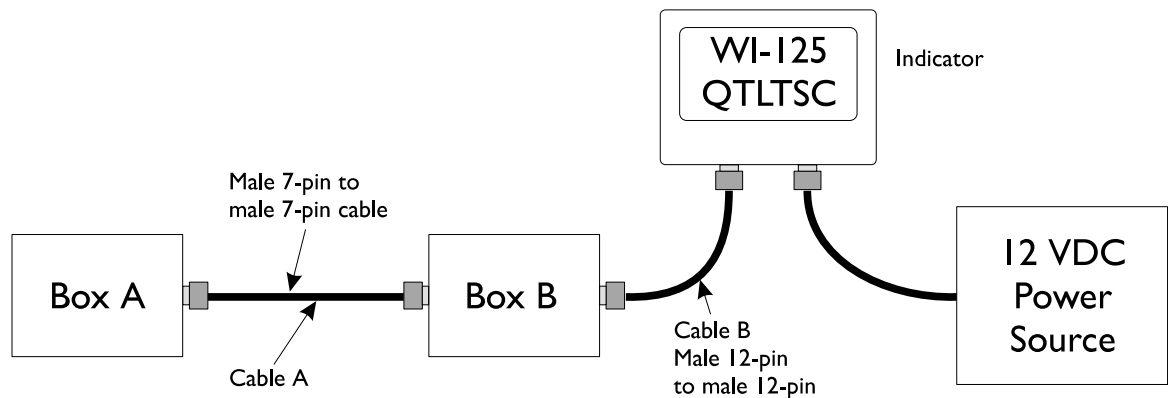 WI-125
QTLTSC
Indicator
Male 7-pin to
male 7-pin cable
Box A
Box B
12 VDC
Power
Source
Cable A
Cable B
Male 12-pin
to male 12-pin